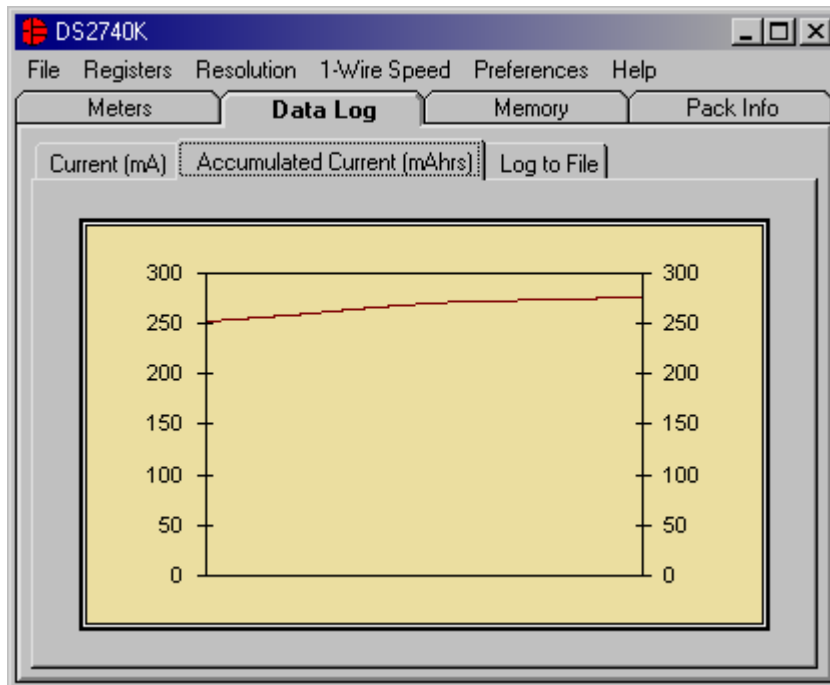 DS2740K
File Registers Resolution 1-Wire Speed Preferences Help
Meters Data Log Memory Pack Info
Current (mA) Accumulated Current (mAhrs) Log to File
300 300
250 250
200 200
150 150
100 100
50 50
0 0